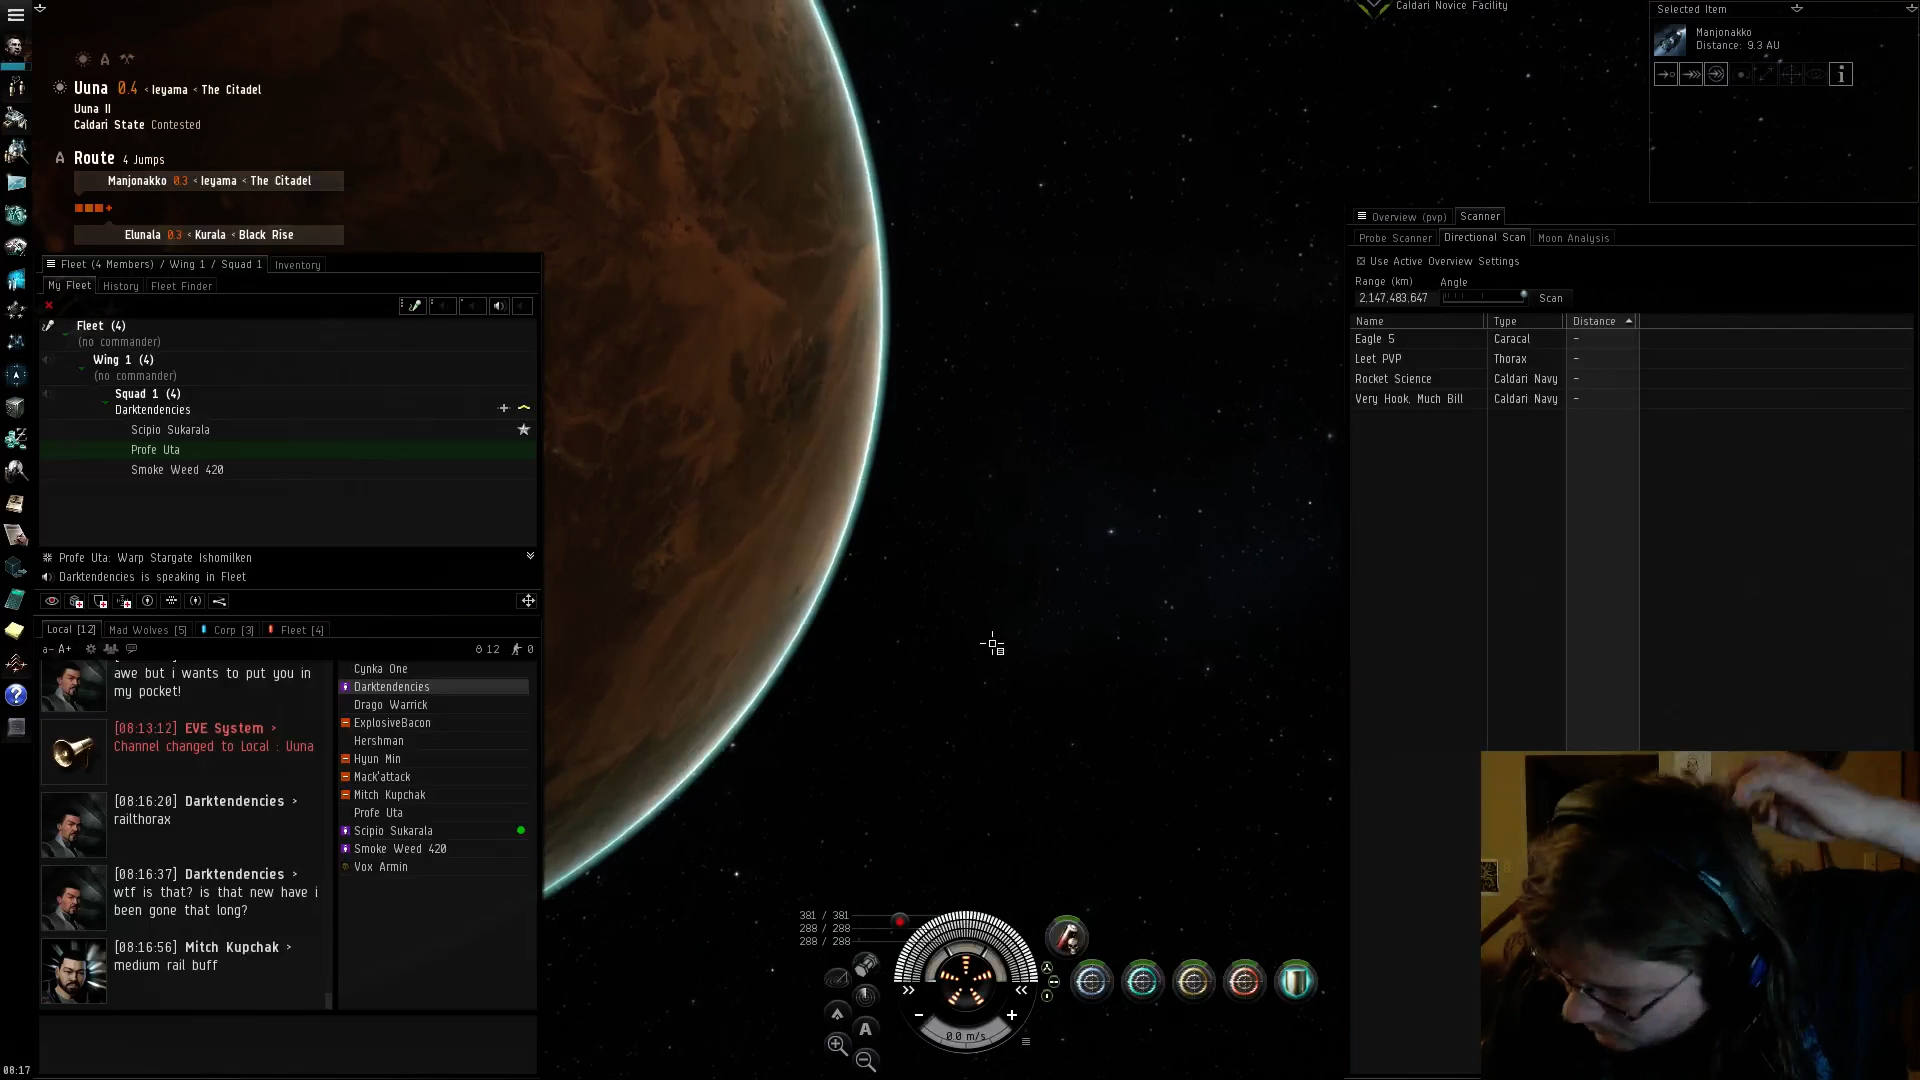 Caldari Novice Facility
Selected Item
Manjonakko
Distance: 9.3 AU
Uuna 0.4 < Ieyama < The Citadel
Uuna II
Caldari State Contested
A Route 4 Jumps
Manjonakko 0.3 < Ieyama < The Citadel
Elunala 0.3 < Kurala < Black Rise
Overview (pvp) Scanner
Probe Scanner Directional Scan Moon Analysis
Use Active Overview Settings
Range (km) Angle
2,147,483,647 Scan
Name Type Distance
Eagle 5 Caracal -
Leet PVP Thorax -
Rocket Science Caldari Navy -
Very Hook, Much Bill Caldari Navy -
Fleet (4 Members) / Wing 1 / Squad 1 Inventory
My Fleet History Fleet Finder
Fleet (4)
(no commander)
Wing 1 (4)
(no commander)
Squad 1 (4)
Darktendencies
Scipio Sukarala
Profe Uta
Smoke Weed 420
Profe Uta: Warp Stargate Ishomilken
Darktendencies is speaking in Fleet
Local [12] Mad Wolves [5] Corp [3] Fleet [4]
a- A+ 12 0
awe but i wants to put you in
my pocket!
[08:13:12] EVE System >
Channel changed to Local : Uuna
[08:16:20] Darktendencies >
railthorax
[08:16:37] Darktendencies >
wtf is that? is that new have i
been gone that long?
[08:16:56] Mitch Kupchak >
medium rail buff
Cynka One
Darktendencies
Drago Warrick
ExplosiveBacon
Hershman
Hyun Min
Mack'attack
Mitch Kupchak
Profe Uta
Scipio Sukarala
Smoke Weed 420
Vox Armin
381 / 381
288 / 288
288 / 288
A
0.0 m/s
08:17